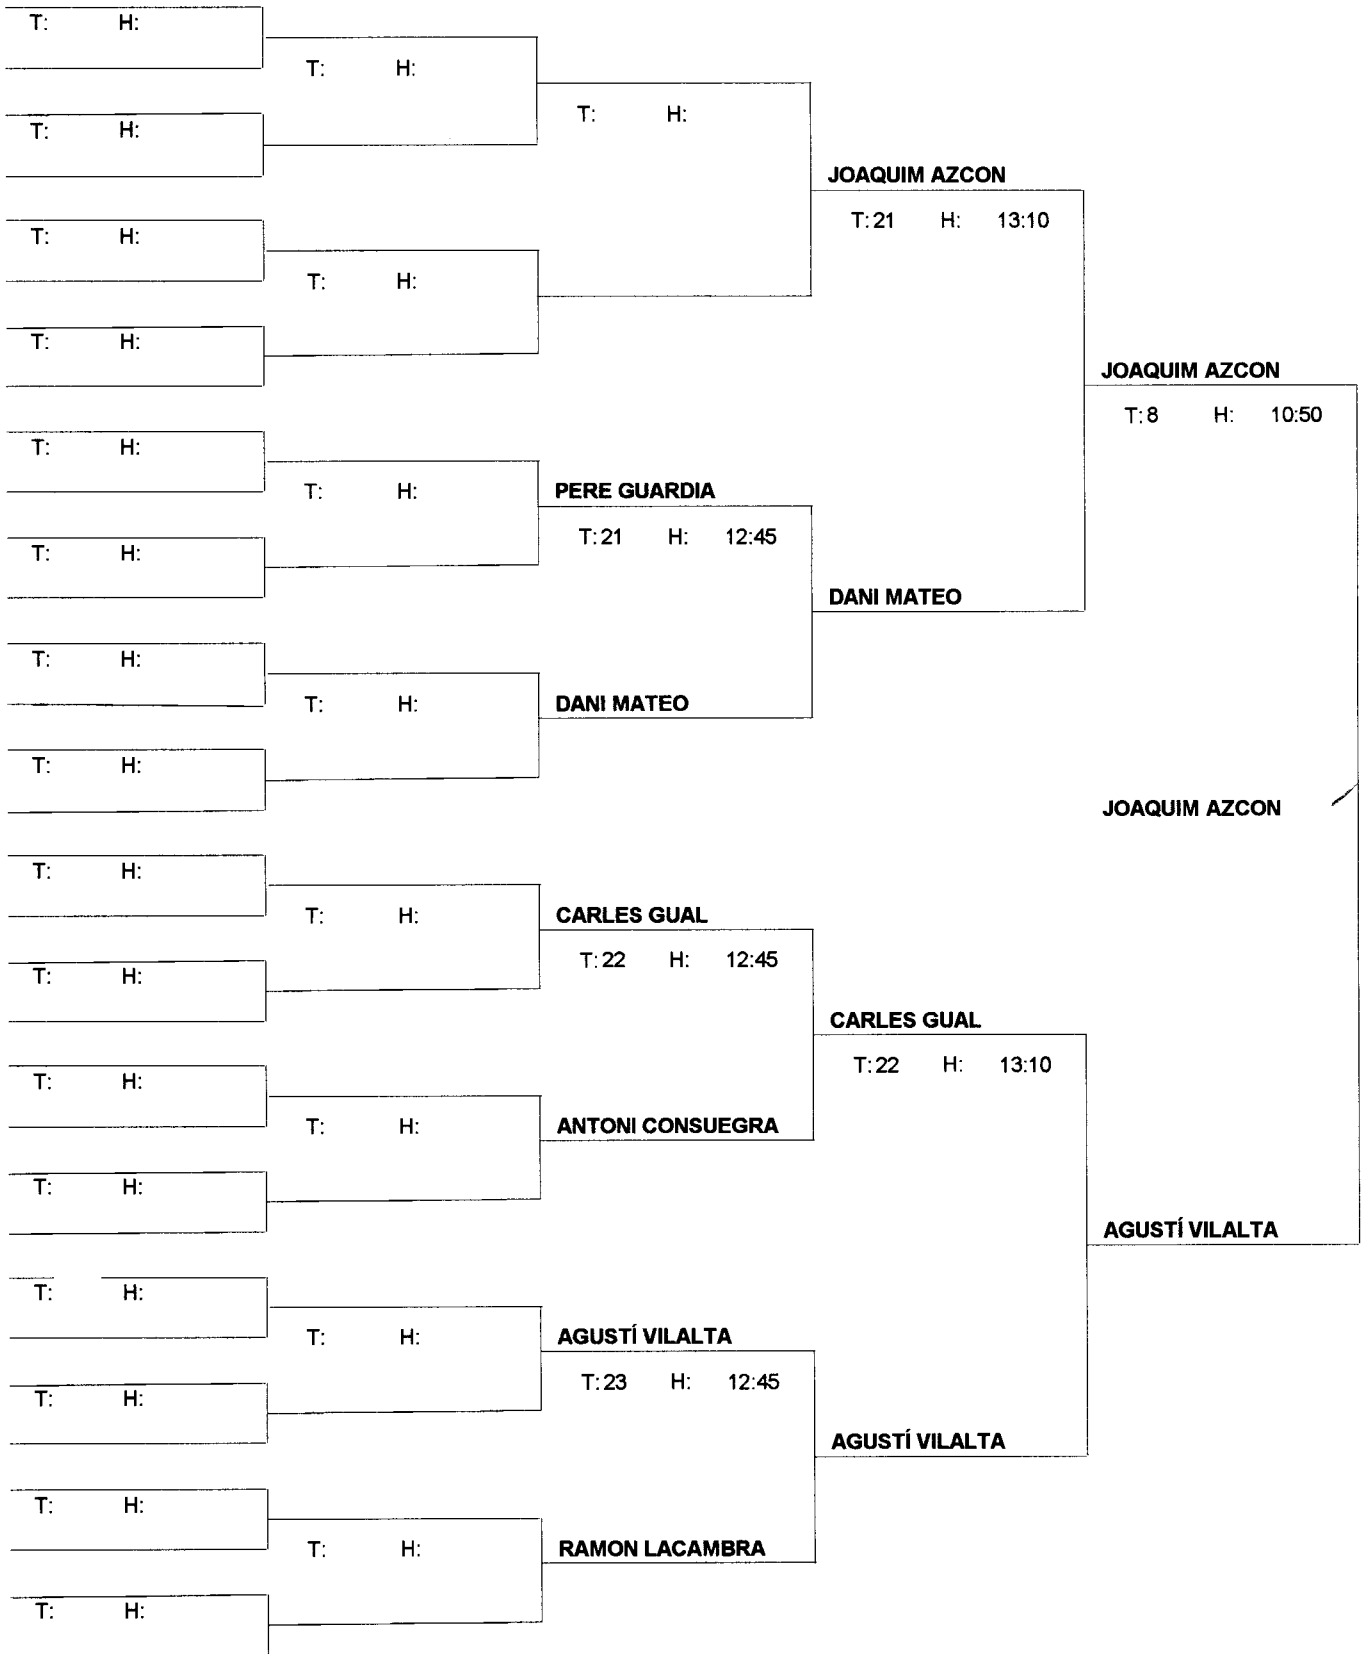 T: H:
T: H:
T: H:
T: H:
JOAQUIM AZCON
T: 21 H: 13:10
T: H:
T: H:
T: H:
JOAQUIM AZCON
T: 8 H: 10:50
T: H:
T: H:
PERE GUARDIA
T: 21 H: 12:45
T: H:
DANI MATEO
T: H:
T: H:
DANI MATEO
T: H:
JOAQUIM AZCON
T: H:
T: H:
CARLES GUAL
T: 22 H: 12:45
T: H:
CARLES GUAL
T: 22 H: 13:10
T: H:
T: H:
ANTONI CONSUEGRA
T: H:
AGUSTÍ VILALTA
T: H:
T: H:
AGUSTÍ VILALTA
T: 23 H: 12:45
T: H:
AGUSTÍ VILALTA
T: H:
T: H:
RAMON LACAMBRA
T: H: